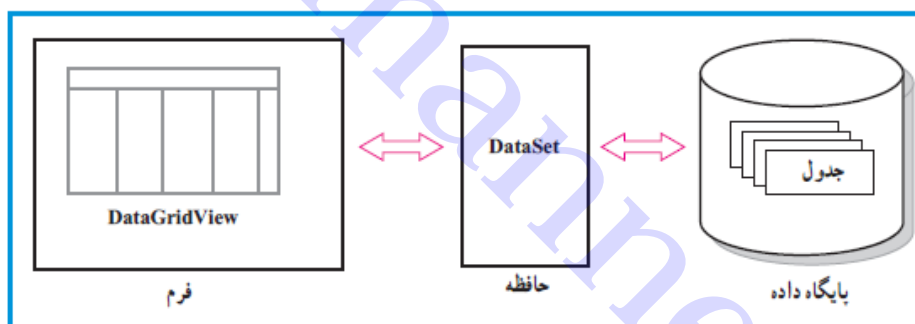 DataSet
جدول
DataGridView
فرم
حافظه
پایگاه داده